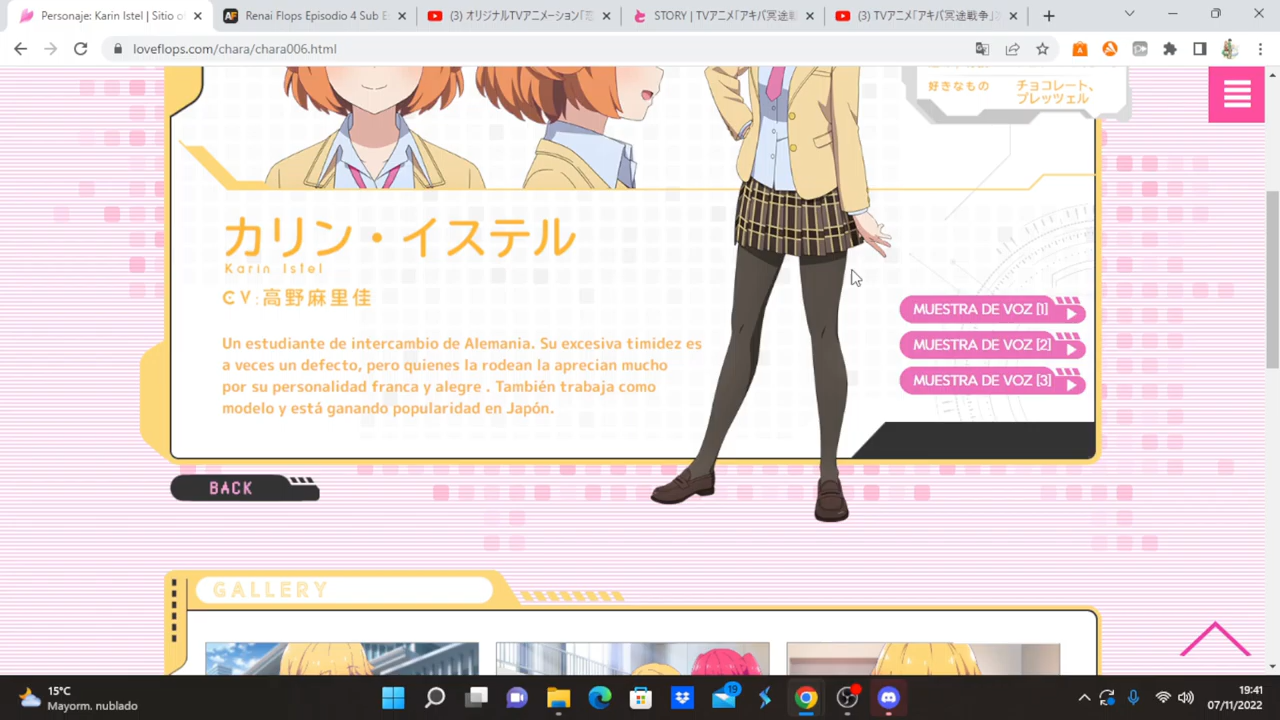 Personaje: Karin Istel | Sitio o
Renai Flops Episodio 4 Sub E
(3) オリジナルTVアニメーション「恋
STORY | TVアニメ「アキバ冥途戦
(3) TVアニメ「アキバ冥途戦争」
loveflops.com/chara/chara006.html
好きなもの チョコレート、
プレッツェル
カリン・イステル
Karin Istel
CV:高野麻里佳
Un estudiante de intercambio de Alemania. Su excesiva timidez es
a veces un defecto, pero quienes la rodean la aprecian mucho
por su personalidad franca y alegre . También trabaja como
modelo y está ganando popularidad en Japón.
MUESTRA DE VOZ [1]
MUESTRA DE VOZ [2]
MUESTRA DE VOZ [3]
BACK
GALLERY
15°C
Mayorm. nublado
19
19:41
07/11/2022